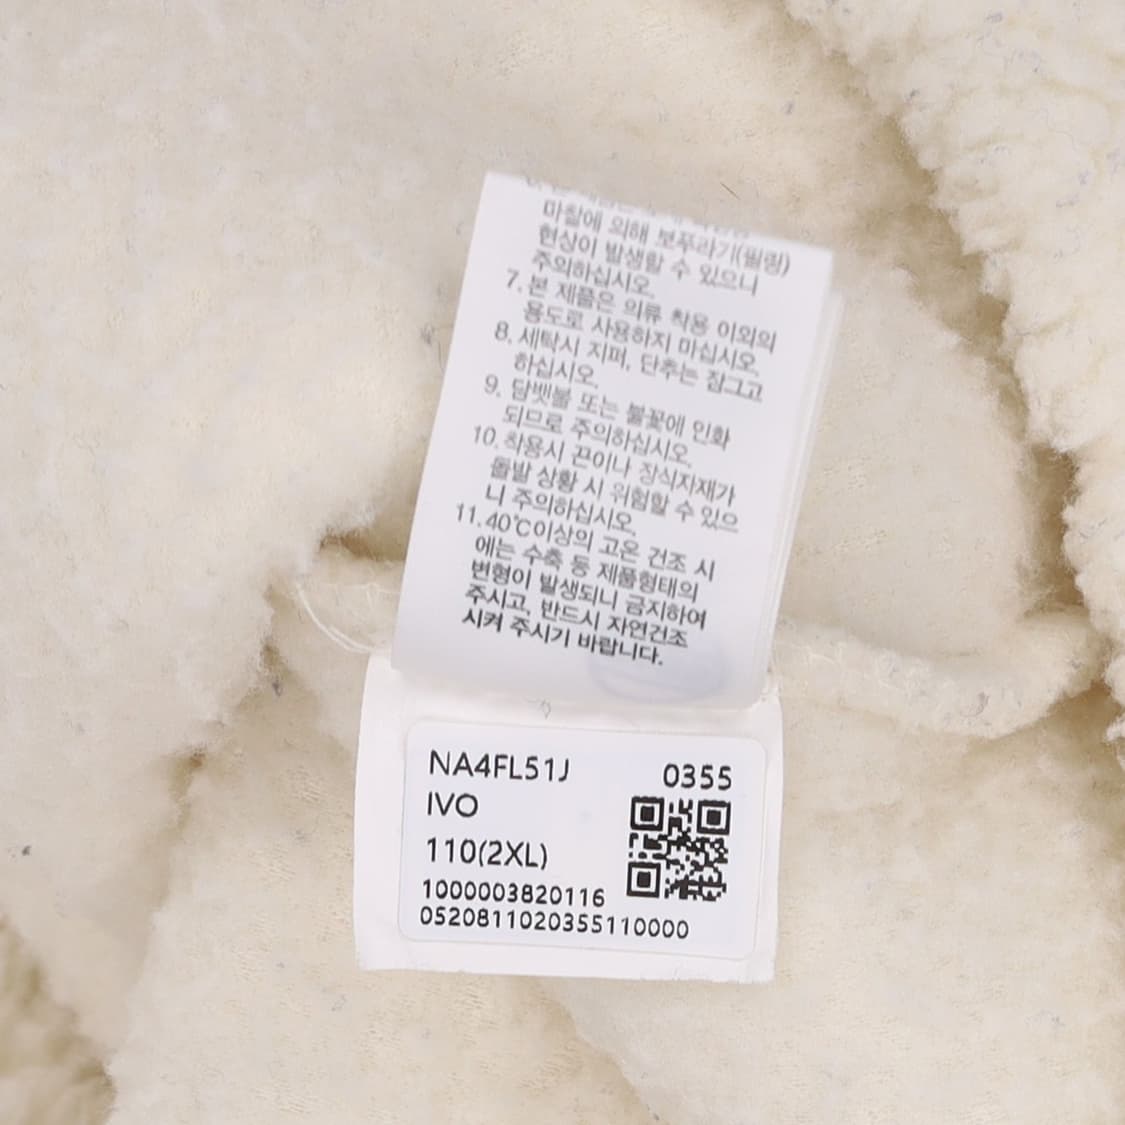 마찰에 의해 보푸라기(필링)
현상이 발생할 수 있으니
주의하십시오.
7. 본 제품은 의류 착용 이외의
용도로 사용하지 마십시오.
8. 세탁시 지퍼, 단추는 잠그고
하십시오.
9. 담뱃불 또는 불꽃에 인화
되므로 주의하십시오.
10. 착용시 끈이나 장식자재가
돌발 상황 시 위험할 수 있으
니 주의하십시오.
11. 40℃이상의 고온 건조 시
에는 수축 등 제품형태의
변형이 발생되니 금지하여
주시고, 반드시 자연건조
시켜 주시기 바랍니다.
NA4FL51J 0355
IVO
110(2XL)
1000003820116
0520811020355110000